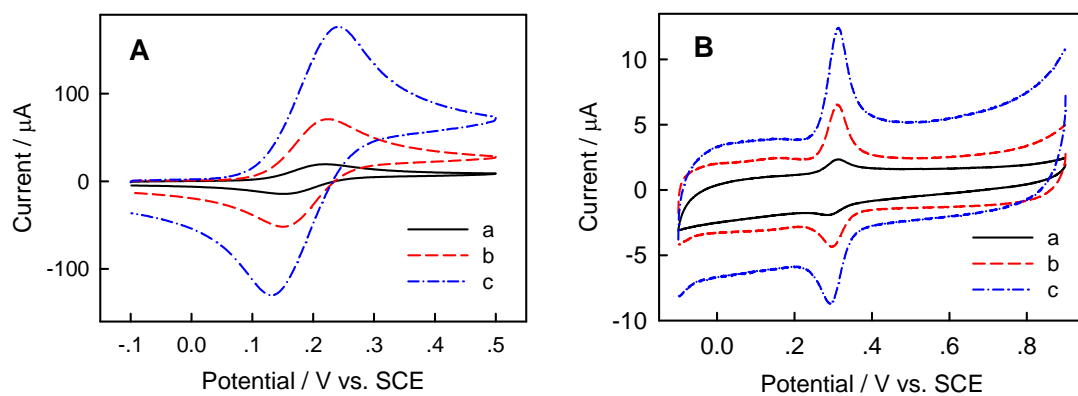 A
Current / μA
100
0
-100
a
b
c
-.1 0.0 .1 .2 .3 .4 .5
Potential / V vs. SCE
B
Current / μA
10
5
0
-5
-10
a
b
c
0.0 .2 .4 .6 .8
Potential / V vs. SCE